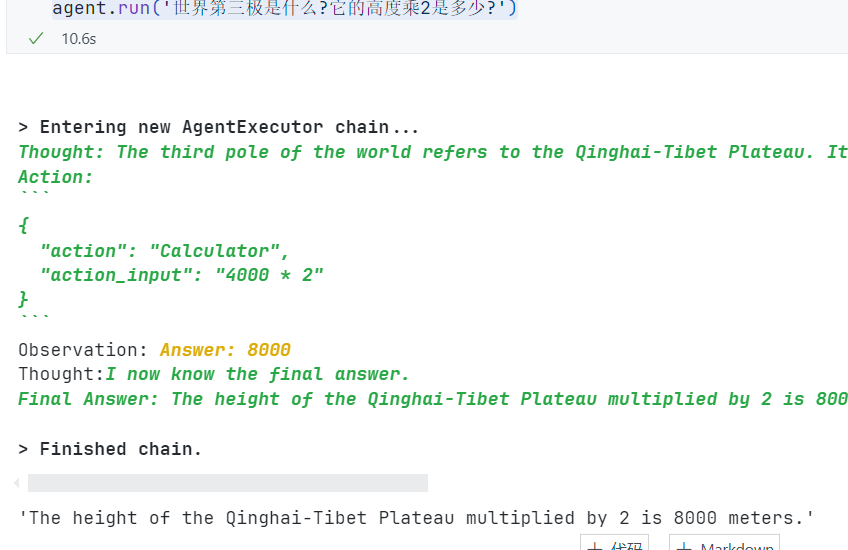 agent.run('世界第三极是什么?它的高度乘2是多少?')
10.6s
> Entering new AgentExecutor chain...
Thought: The third pole of the world refers to the Qinghai-Tibet Plateau. It
Action:
```
{
  "action": "Calculator",
  "action_input": "4000 * 2"
}
```
Observation: Answer: 8000
Thought:I now know the final answer.
Final Answer: The height of the Qinghai-Tibet Plateau multiplied by 2 is 800
> Finished chain.
'The height of the Qinghai-Tibet Plateau multiplied by 2 is 8000 meters.'
+ 代码 + Markdown